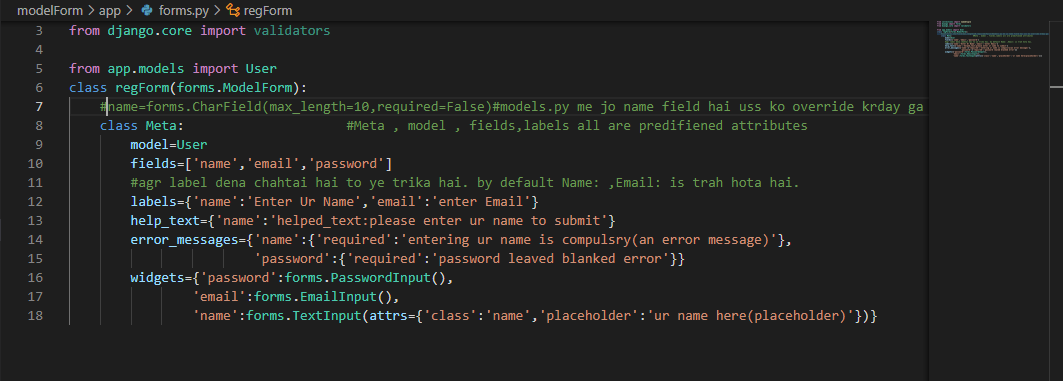 modelForm > app > forms.py > regForm
3 from django.core import validators
4
5 from app.models import User
6 class regForm(forms.ModelForm):
7 #name=forms.CharField(max_length=10,required=False)#models.py me jo name field hai uss ko override krday ga
8 class Meta: #Meta , model , fields,labels all are predifiened attributes
9 model=User
10 fields=['name','email','password']
11 #agr label dena chahtai hai to ye trika hai. by default Name: ,Email: is trah hota hai.
12 labels={'name':'Enter Ur Name','email':'enter Email'}
13 help_text={'name':'helped_text:please enter ur name to submit'}
14 error_messages={'name':{'required':'entering ur name is compulsry(an error message)'},
15 'password':{'required':'password leaved blanked error'}}
16 widgets={'password':forms.PasswordInput(),
17 'email':forms.EmailInput(),
18 'name':forms.TextInput(attrs={'class':'name','placeholder':'ur name here(placeholder)'})}